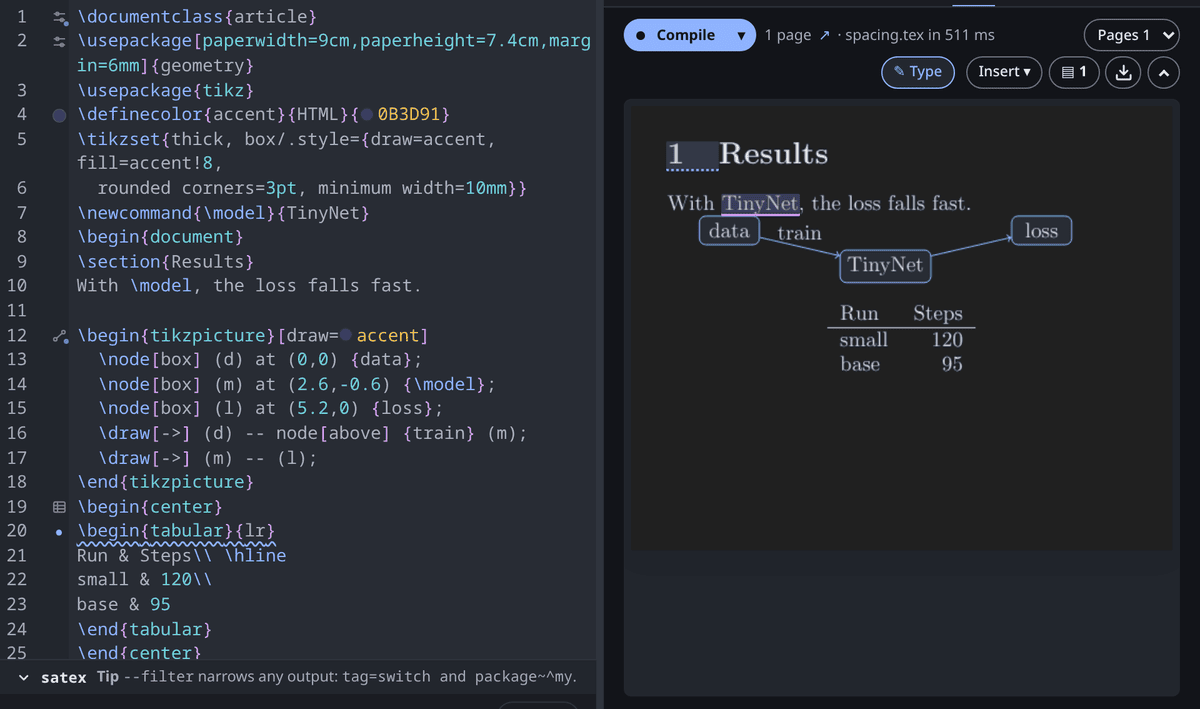 1 \documentclass{article}
2 \usepackage[paperwidth=9cm,paperheight=7.4cm,marg
in=6mm]{geometry}
3 \usepackage{tikz}
4 \definecolor{accent}{HTML}{0B3D91}
5 \tikzset{thick, box/.style={draw=accent,
fill=accent!8,
6 rounded corners=3pt, minimum width=10mm}}
7 \newcommand{\model}{TinyNet}
8 \begin{document}
9 \section{Results}
10 With \model, the loss falls fast.
11
12 \begin{tikzpicture}[draw=accent]
13 \node[box] (d) at (0,0) {data};
14 \node[box] (m) at (2.6,-0.6) {\model};
15 \node[box] (l) at (5.2,0) {loss};
16 \draw[->] (d) -- node[above] {train} (m);
17 \draw[->] (m) -- (l);
18 \end{tikzpicture}
19 \begin{center}
20 \begin{tabular}{lr}
21 Run & Steps\\ \hline
22 small & 120\\
23 base & 95
24 \end{tabular}
25 \end{center}
satex Tip --filter narrows any output: tag=switch and package~^my.
Compile ▾ 1 page ↗ · spacing.tex in 511 ms Pages 1
✎ Type Insert ▾ 1
1 Results
With TinyNet, the loss falls fast.
data train loss
TinyNet
Run Steps
small 120
base 95